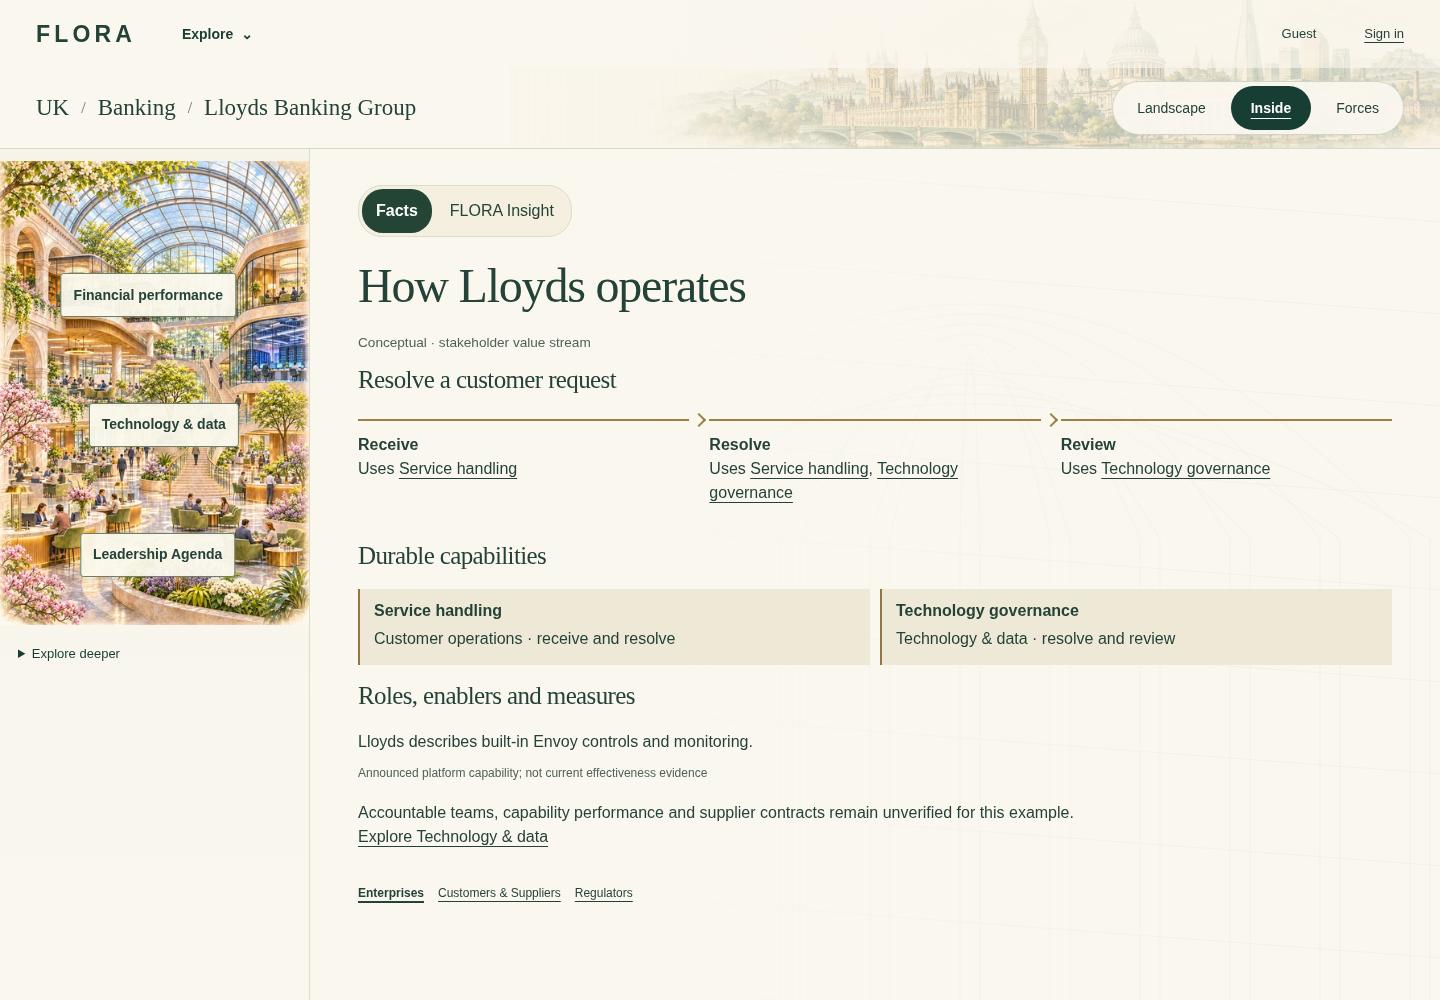 FLORA
Explore
Guest
Sign in
UK / Banking / Lloyds Banking Group
Landscape
Inside
Forces
Financial performance
Technology & data
Leadership Agenda
Explore deeper
Facts
FLORA Insight
How Lloyds operates
Conceptual · stakeholder value stream
Resolve a customer request
Receive
Uses Service handling
Resolve
Uses Service handling, Technology
governance
Review
Uses Technology governance
Durable capabilities
Service handling
Customer operations · receive and resolve
Technology governance
Technology & data · resolve and review
Roles, enablers and measures
Lloyds describes built-in Envoy controls and monitoring.
Announced platform capability; not current effectiveness evidence
Accountable teams, capability performance and supplier contracts remain unverified for this example.
Explore Technology & data
Enterprises
Customers & Suppliers
Regulators